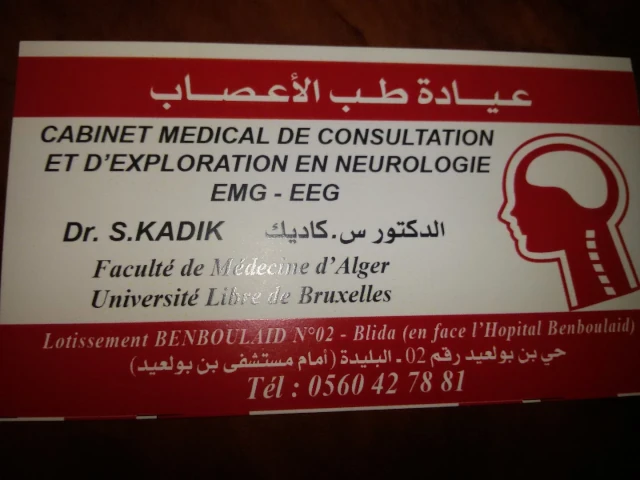 عيادة طب الأعصاب
CABINET MEDICAL DE CONSULTATION
ET D'EXPLORATION EN NEUROLOGIE
EMG - EEG
Dr. S.KADIK الدكتور س.كاديك
Faculté de Médecine d'Alger
Université Libre de Bruxelles
Lotissement BENBOULAID N°02 - Blida (en face l'Hopital Benboulaid)
حي بن بولعيد رقم 02 - البليدة (أمام مستشفى بن بولعيد)
Tél : 0560 42 78 81